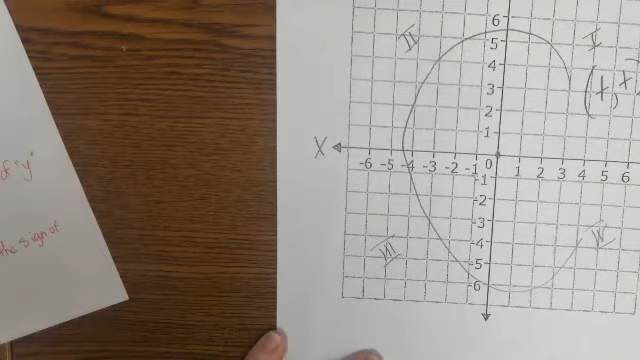 of "y"
the sign of
II
I
X
III
IV
6
5
4
3
2
1
0
-6 -5 -4 -3 -2 -1 1 2 3 4 5 6
-1
-2
-3
-4
-5
-6